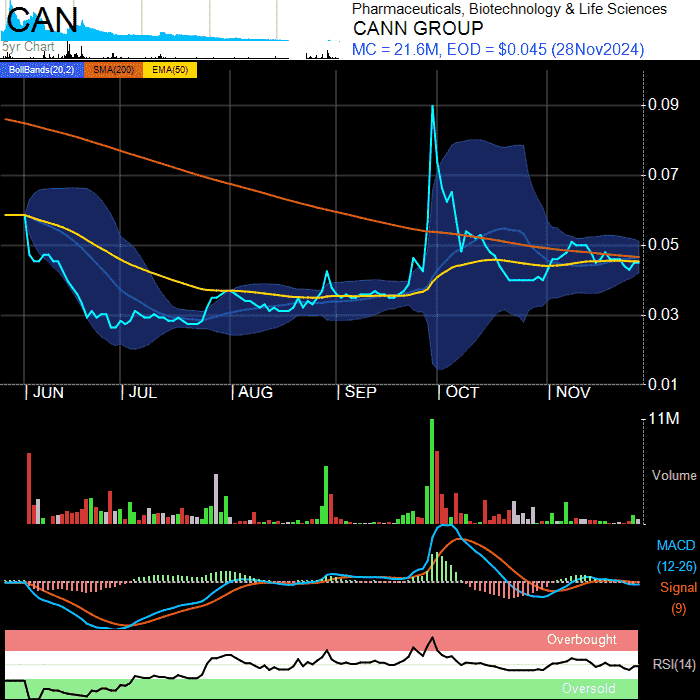 CAN
5yr Chart
Pharmaceuticals, Biotechnology & Life Sciences
CANN GROUP
MC = 21.6M, EOD = $0.045 (28Nov2024)
BollBands(20,2) SMA(200) EMA(50)
0.09
0.07
0.05
0.03
0.01
JUN JUL AUG SEP OCT NOV
11M
Volume
MACD
(12-26)
Signal
(9)
Overbought
RSI(14)
Oversold